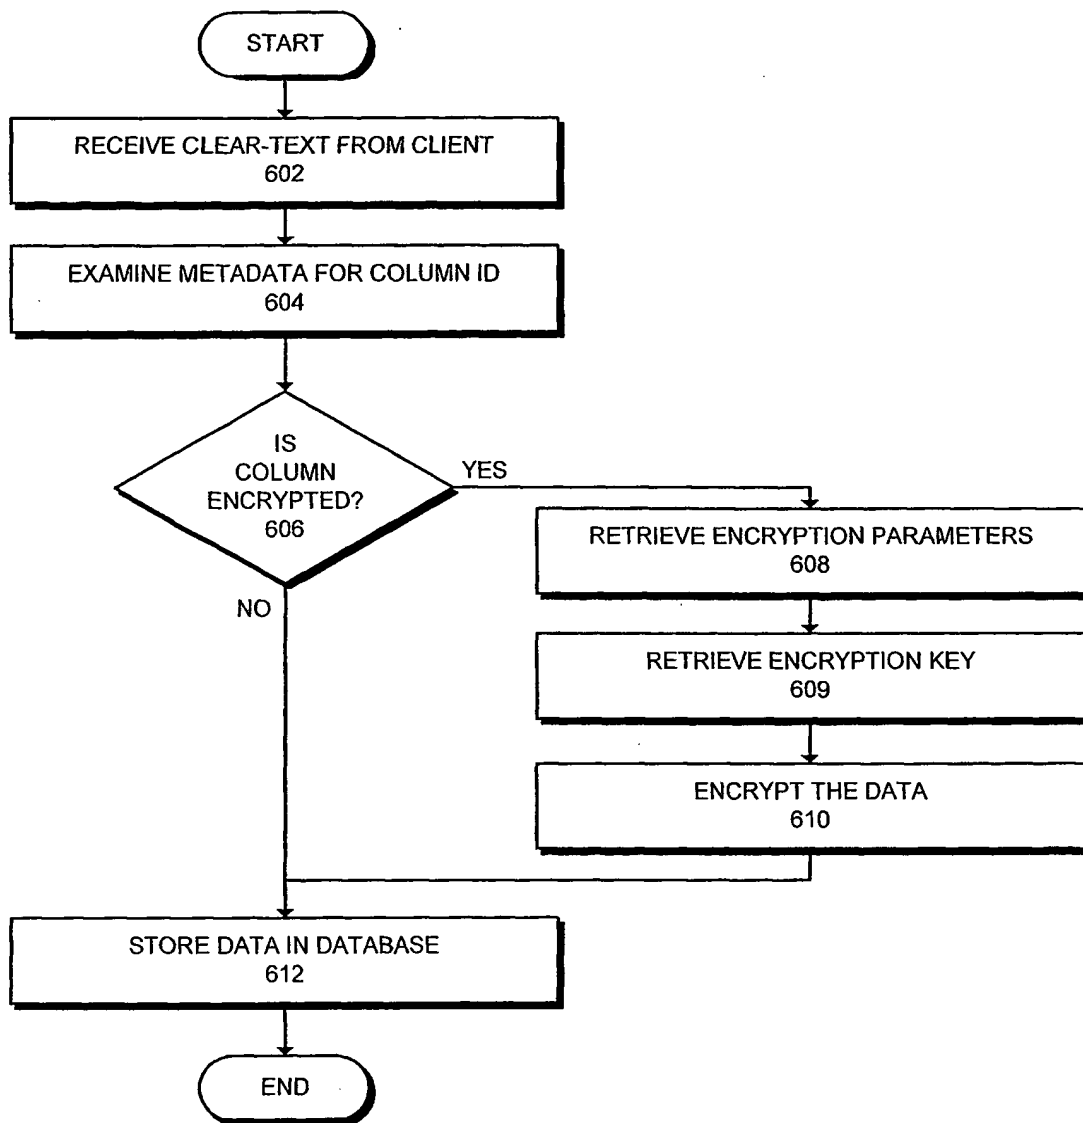 START
RECEIVE CLEAR-TEXT FROM CLIENT
602
EXAMINE METADATA FOR COLUMN ID
604
IS
COLUMN
ENCRYPTED?
606
YES
NO
RETRIEVE ENCRYPTION PARAMETERS
608
RETRIEVE ENCRYPTION KEY
609
ENCRYPT THE DATA
610
STORE DATA IN DATABASE
612
END